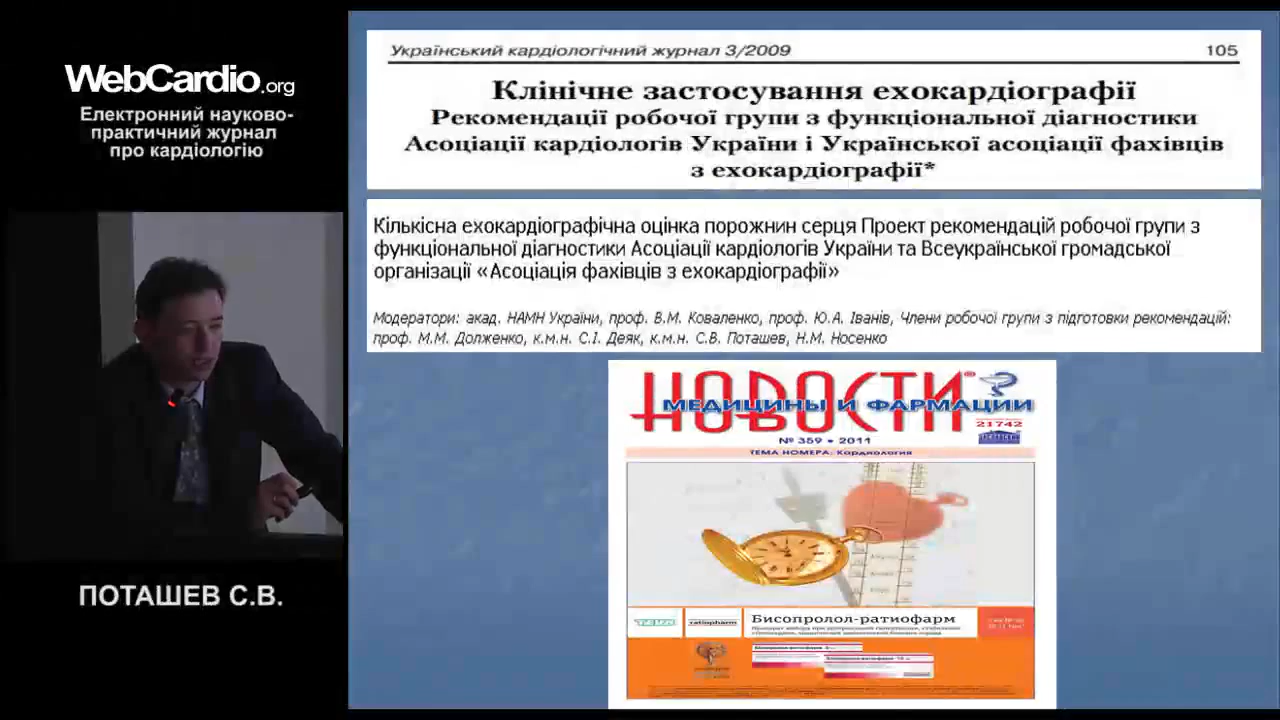 WebCardio.org
Електронний науково-
практичний журнал
про кардіологію
ПОТАШЕВ С.В.
Український кардіологічний журнал 3/2009 105
Клінічне застосування ехокардіографії
Рекомендації робочої групи з функціональної діагностики
Асоціації кардіологів України і Української асоціації фахівців
з ехокардіографії*
Кількісна ехокардіографічна оцінка порожнин серця Проект рекомендацій робочої групи з
функціональної діагностики Асоціації кардіологів України та Всеукраїнської громадської
організації «Асоціація фахівців з ехокардіографії»
Модератори: акад. НАМН України, проф. В.М. Коваленко, проф. Ю.А. Іванів, Члени робочої групи з підготовки рекомендацій:
проф. М.М. Долженко, к.м.н. С.І. Деяк, к.м.н. С.В. Поташев, Н.М. Носенко
НОВОСТИ
МЕДИЦИНЫ И ФАРМАЦИИ
21742
№ 359 • 2011
ТЕМА НОМЕРА: Кардиология
TEVA ratiopharm
Бисопролол-ратиофарм